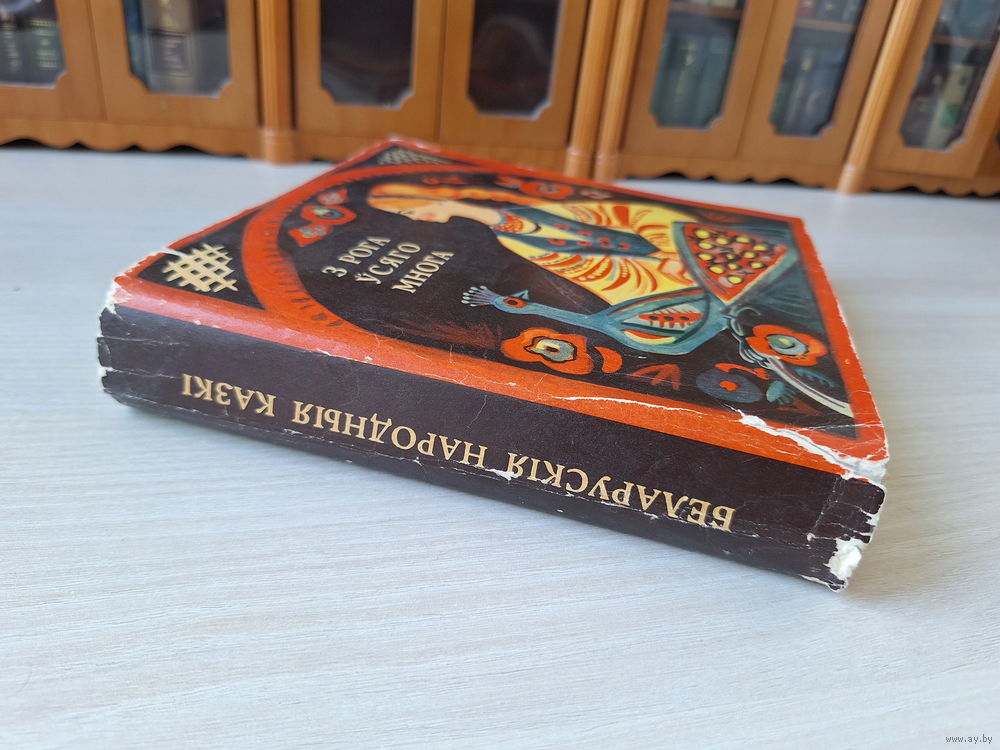 З РОГА
ЎСЯГО
МНОГА
БЕЛАРУСКІЯ НАРОДНЫЯ КАЗКІ
www.ay.by